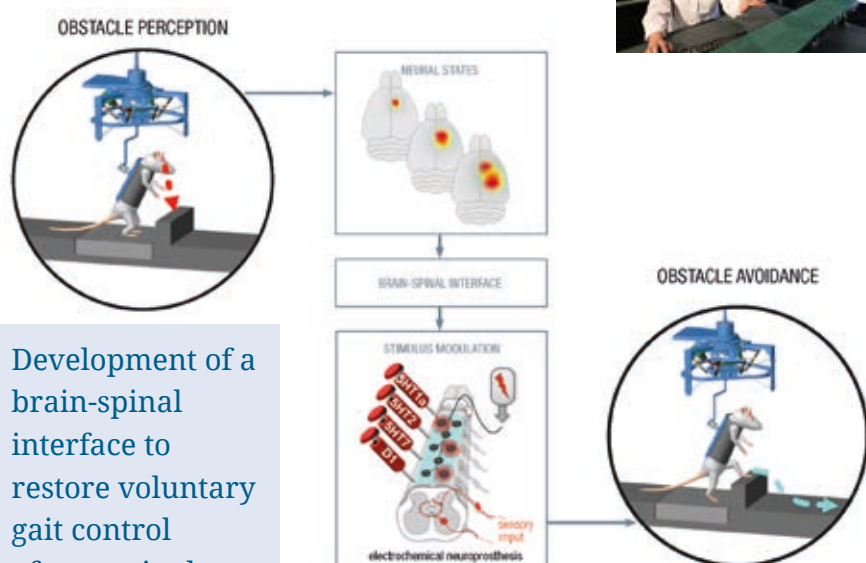 OBSTACLE PERCEPTION
NEURAL STATES
BRAIN-SPINAL INTERFACE
STIMULUS MODULATION
5HT1a
5HT2
5HT7
D1
sensory
input
electrochemical neuroprosthesis
OBSTACLE AVOIDANCE
Development of a
brain-spinal
interface to
restore voluntary
gait control